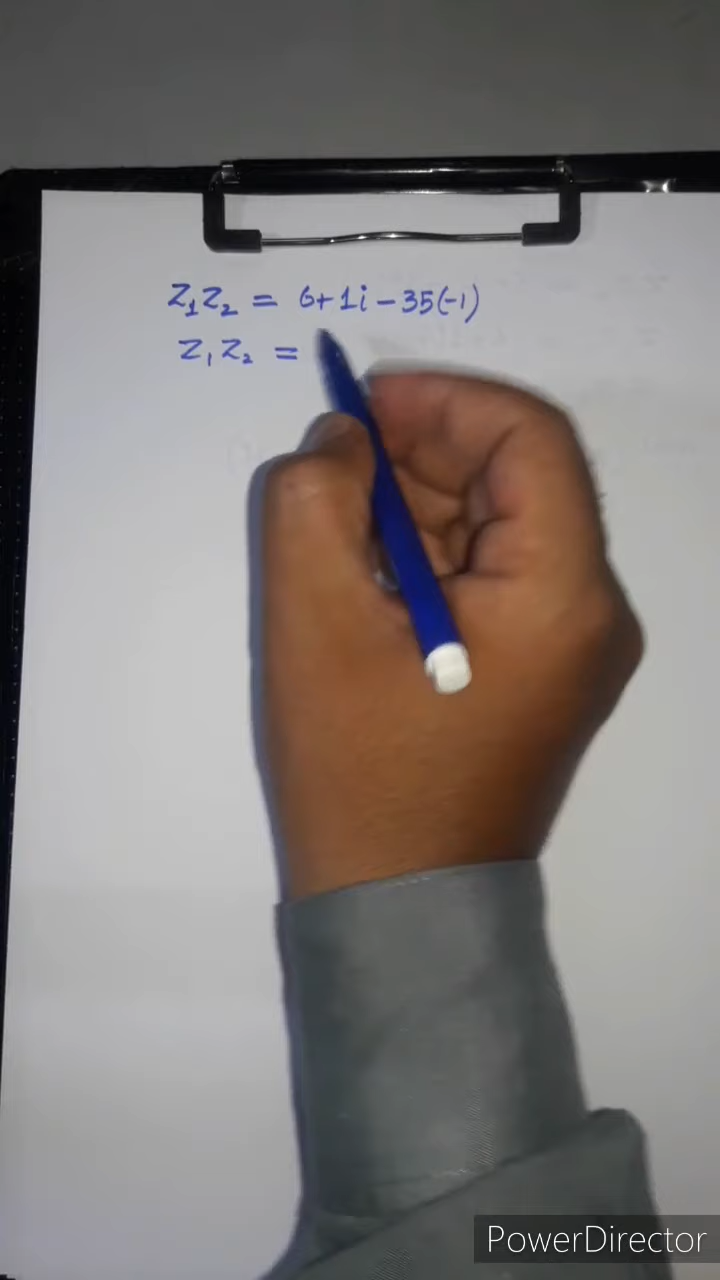 Z₁Z₂ = 6+1i-35(-1)
Z₁Z₂ =
PowerDirector